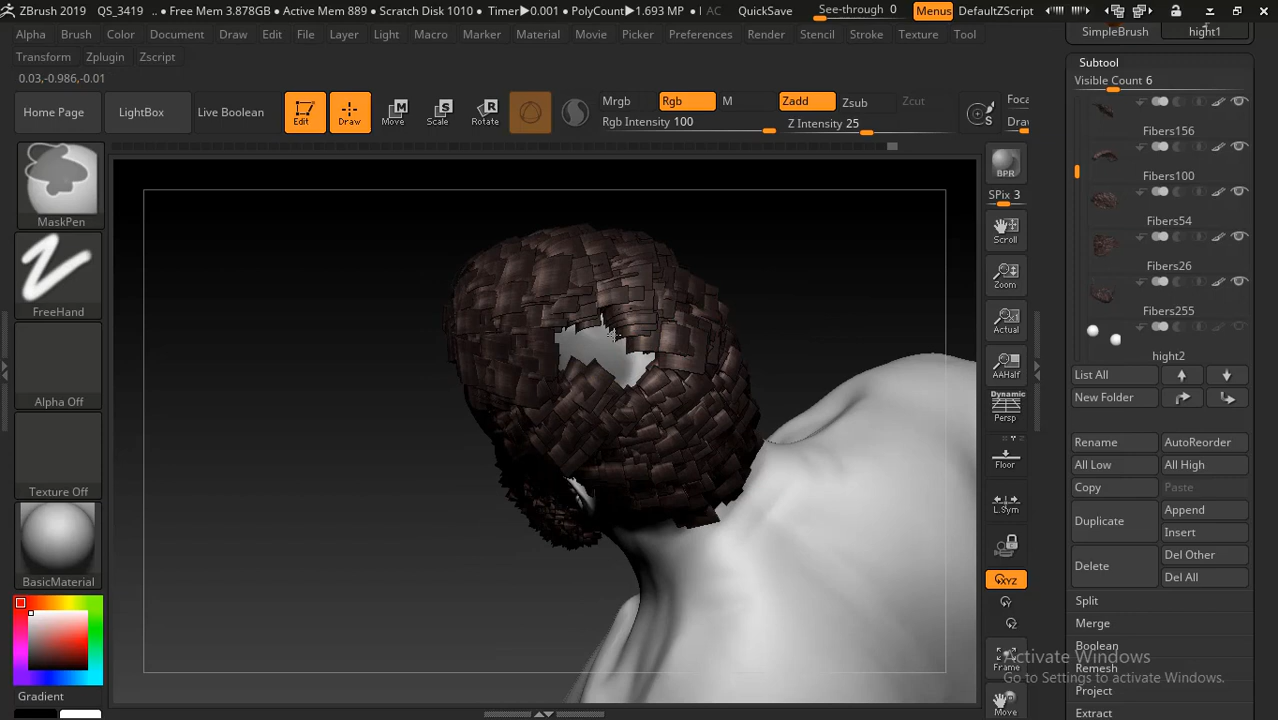 ZBrush 2019 QS_3419 • Free Mem 3.878GB • Active Mem 889 • Scratch Disk 1010 • Timer▶0.001 • PolyCount▶1.693 MP • AC QuickSave See-through 0 Menus DefaultZScript
Alpha Brush Color Document Draw Edit File Layer Light Macro Marker Material Movie Picker Preferences Render Stencil Stroke Texture Tool
Transform Zplugin Zscript
0.03,-0.986,-0.01
Home Page LightBox Live Boolean Edit Draw Move Scale Rotate
Mrgb Rgb M Zadd Zsub Zcut Foca
Rgb Intensity 100 Z Intensity 25 Draw
MaskPen
FreeHand
Alpha Off
Texture Off
BasicMaterial
Gradient
BPR
SPix 3
Scroll
Zoom
Actual
AAHalf
Dynamic
Persp
Floor
L.Sym
XYZ
Y
Z
Frame
Move
SimpleBrush hight1
Subtool
Visible Count 6
Fibers156
Fibers100
Fibers54
Fibers26
Fibers255
hight2
List All
New Folder
Rename AutoReorder
All Low All High
Copy Paste
Duplicate Append
Insert
Delete Del Other
Del All
Split
Merge
Boolean
Remesh
Project
Extract
Activate Windows
Go to Settings to activate Windows.